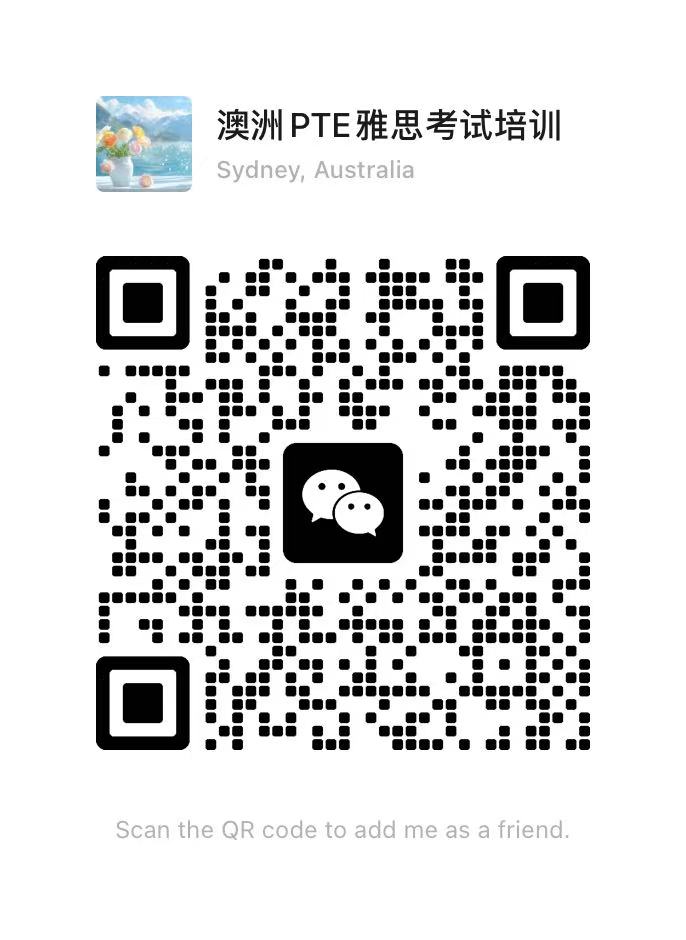 澳洲PTE雅思考试培训
Sydney, Australia
Scan the QR code to add me as a friend.